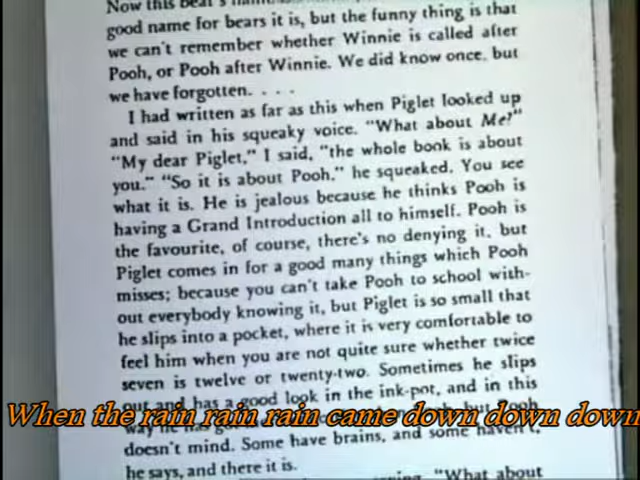 Now this
good name for bears it is, but the funny thing is that
we can't remember whether Winnie is called after
Pooh, or Pooh after Winnie. We did know once, but
we have forgotten. . . .
I had written as far as this when Piglet looked up
and said in his squeaky voice. "What about Me?"
"My dear Piglet," I said, "the whole book is about
you." "So it is about Pooh," he squeaked. You see
what it is. He is jealous because he thinks Pooh is
having a Grand Introduction all to himself. Pooh is
the favourite, of course, there's no denying it, but
Piglet comes in for a good many things which Pooh
misses; because you can't take Pooh to school with-
out everybody knowing it, but Piglet is so small that
he slips into a pocket, where it is very comfortable to
feel him when you are not quite sure whether twice
seven is twelve or twenty-two. Sometimes he slips
out and has a good look in the ink-pot, and in this
When the rain rain rain came down down down
way he has but Pooh
doesn't mind. Some have brains, and some haven't,
he says, and there it is.
"What about